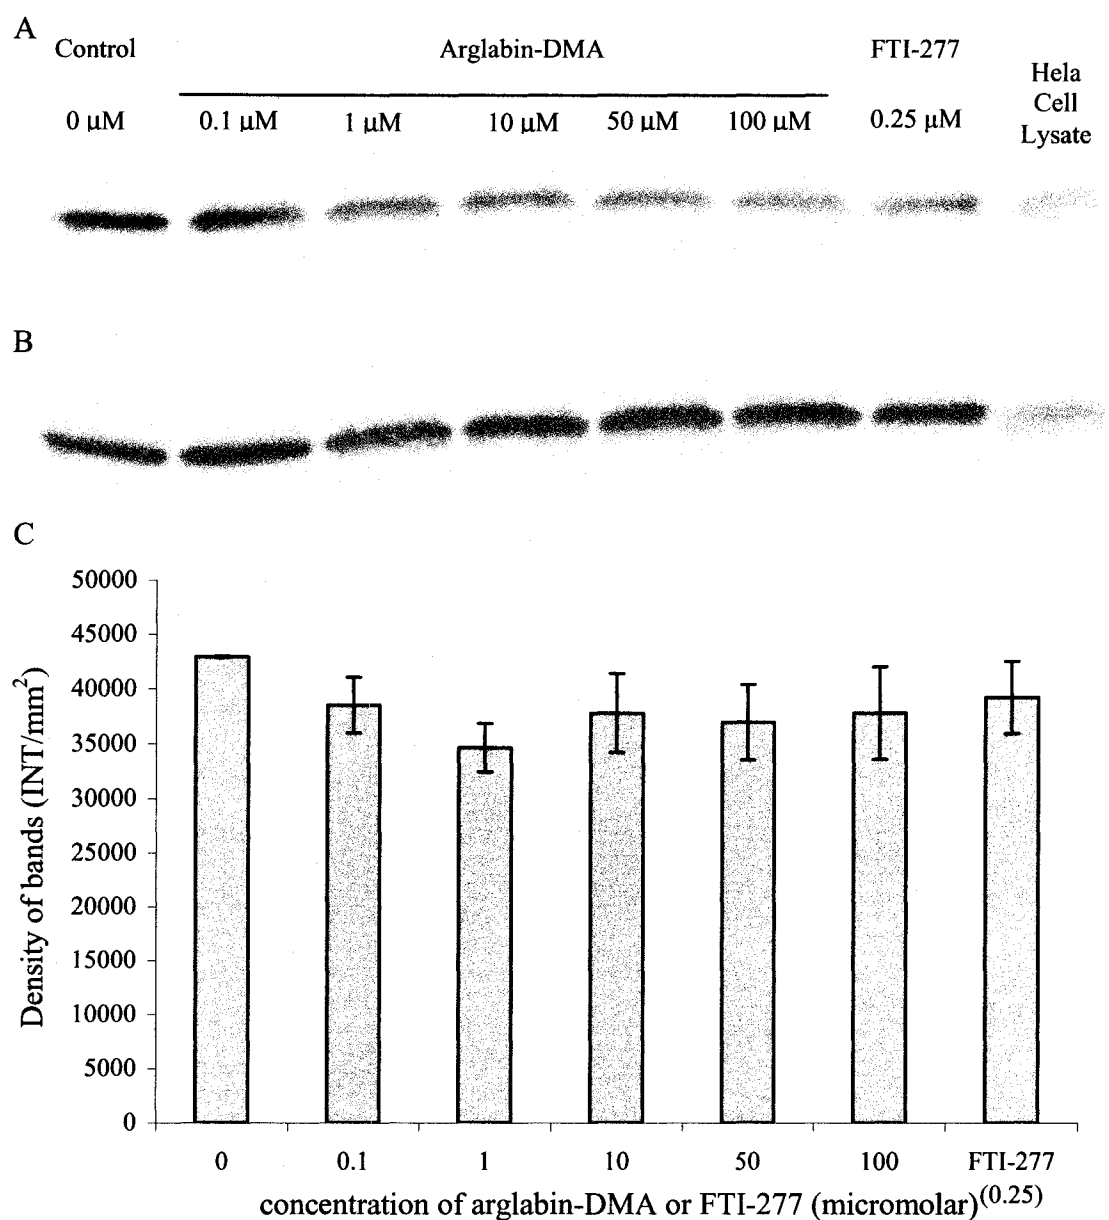 A
Control Arglabin-DMA FTI-277 Hela
Cell
Lysate
0 µM 0.1 µM 1 µM 10 µM 50 µM 100 µM 0.25 µM
B
C
Density of bands (INT/mm²)
50000
45000
40000
35000
30000
25000
20000
15000
10000
5000
0
0 0.1 1 10 50 100 FTI-277
concentration of arglabin-DMA or FTI-277 (micromolar)(0.25)